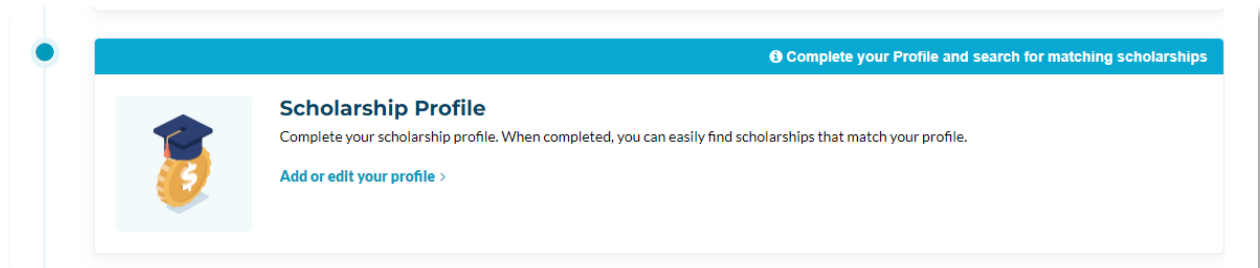 Complete your Profile and search for matching scholarships
Scholarship Profile
Complete your scholarship profile. When completed, you can easily find scholarships that match your profile.
Add or edit your profile >